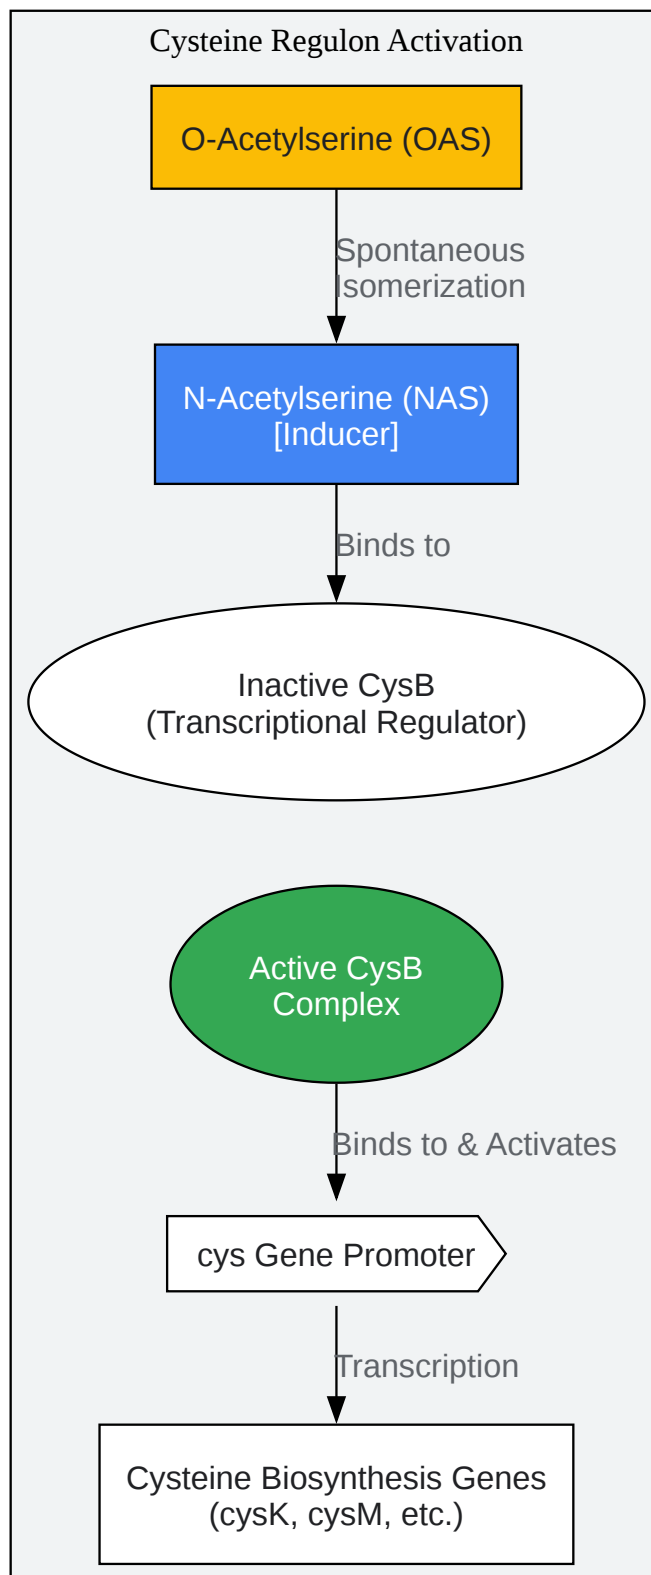 Cysteine Regulon Activation
O-Acetylserine (OAS)
Spontaneous
Isomerization
N-Acetylserine (NAS)
[Inducer]
Binds to
Inactive CysB
(Transcriptional Regulator)
Active CysB
Complex
Binds to & Activates
cys Gene Promoter
Transcription
Cysteine Biosynthesis Genes
(cysK, cysM, etc.)